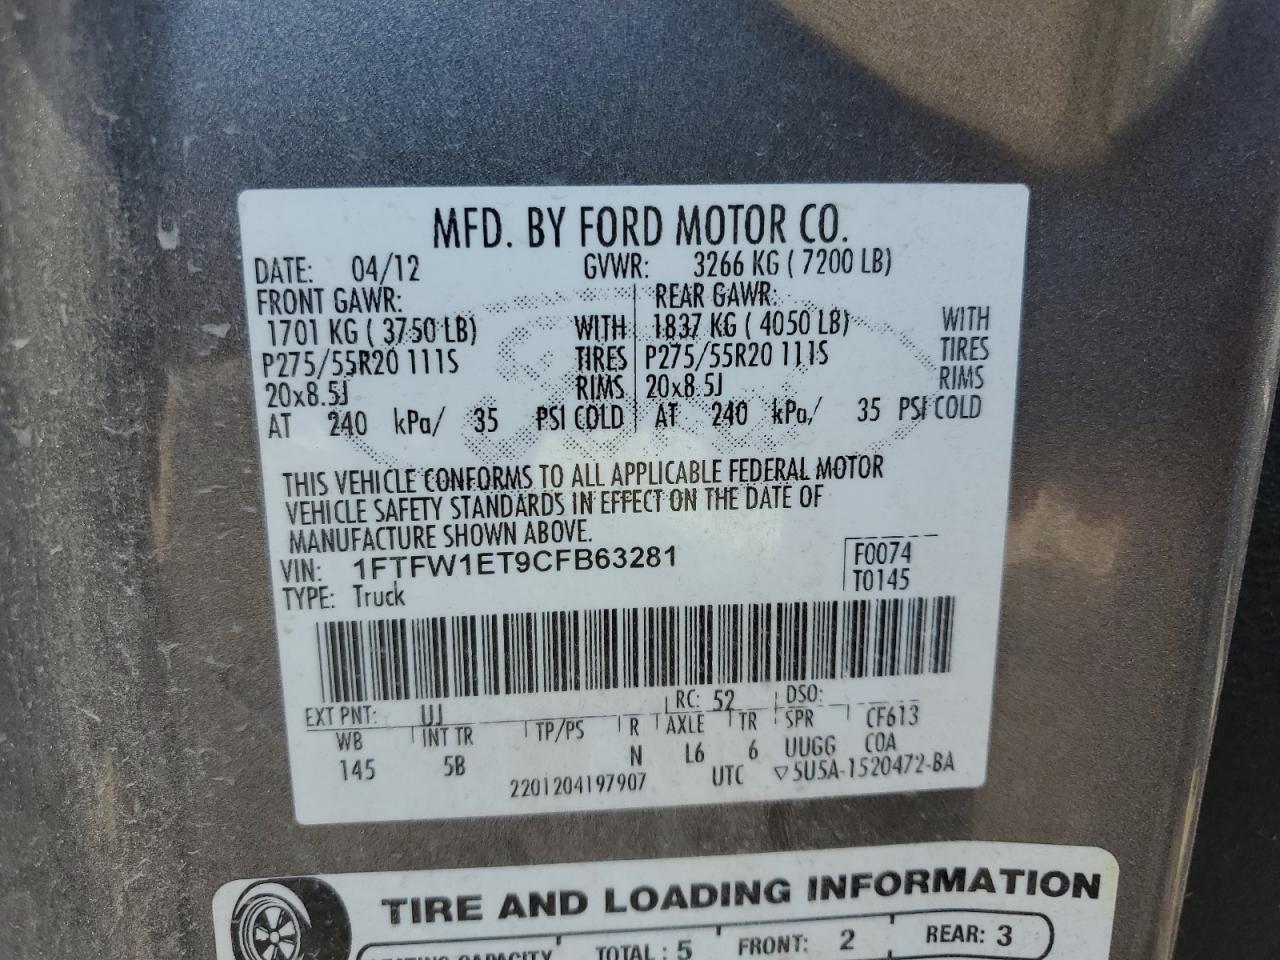 MFD. BY FORD MOTOR CO.
DATE: 04/12 GVWR: 3266 KG ( 7200 LB)
FRONT GAWR: REAR GAWR:
1701 KG ( 3750 LB) WITH 1837 KG ( 4050 LB) WITH
P275/55R20 111S TIRES P275/55R20 111S TIRES
20x8.5J RIMS 20x8.5J RIMS
AT 240 kPa/ 35 PSI COLD AT 240 kPa/ 35 PSI COLD
THIS VEHICLE CONFORMS TO ALL APPLICABLE FEDERAL MOTOR
VEHICLE SAFETY STANDARDS IN EFFECT ON THE DATE OF
MANUFACTURE SHOWN ABOVE.
VIN: 1FTFW1ET9CFB63281 F0074
TYPE: Truck T0145
EXT PNT: UJ RC: 52 DSO:
WB INT TR TP/PS R AXLE TR SPR CF613
145 5B N L6 6 UUGG COA
2201204197907 UTC ▽5U5A-1520472-BA
TIRE AND LOADING INFORMATION
SEATING CAPACITY TOTAL : 5 FRONT: 2 REAR: 3